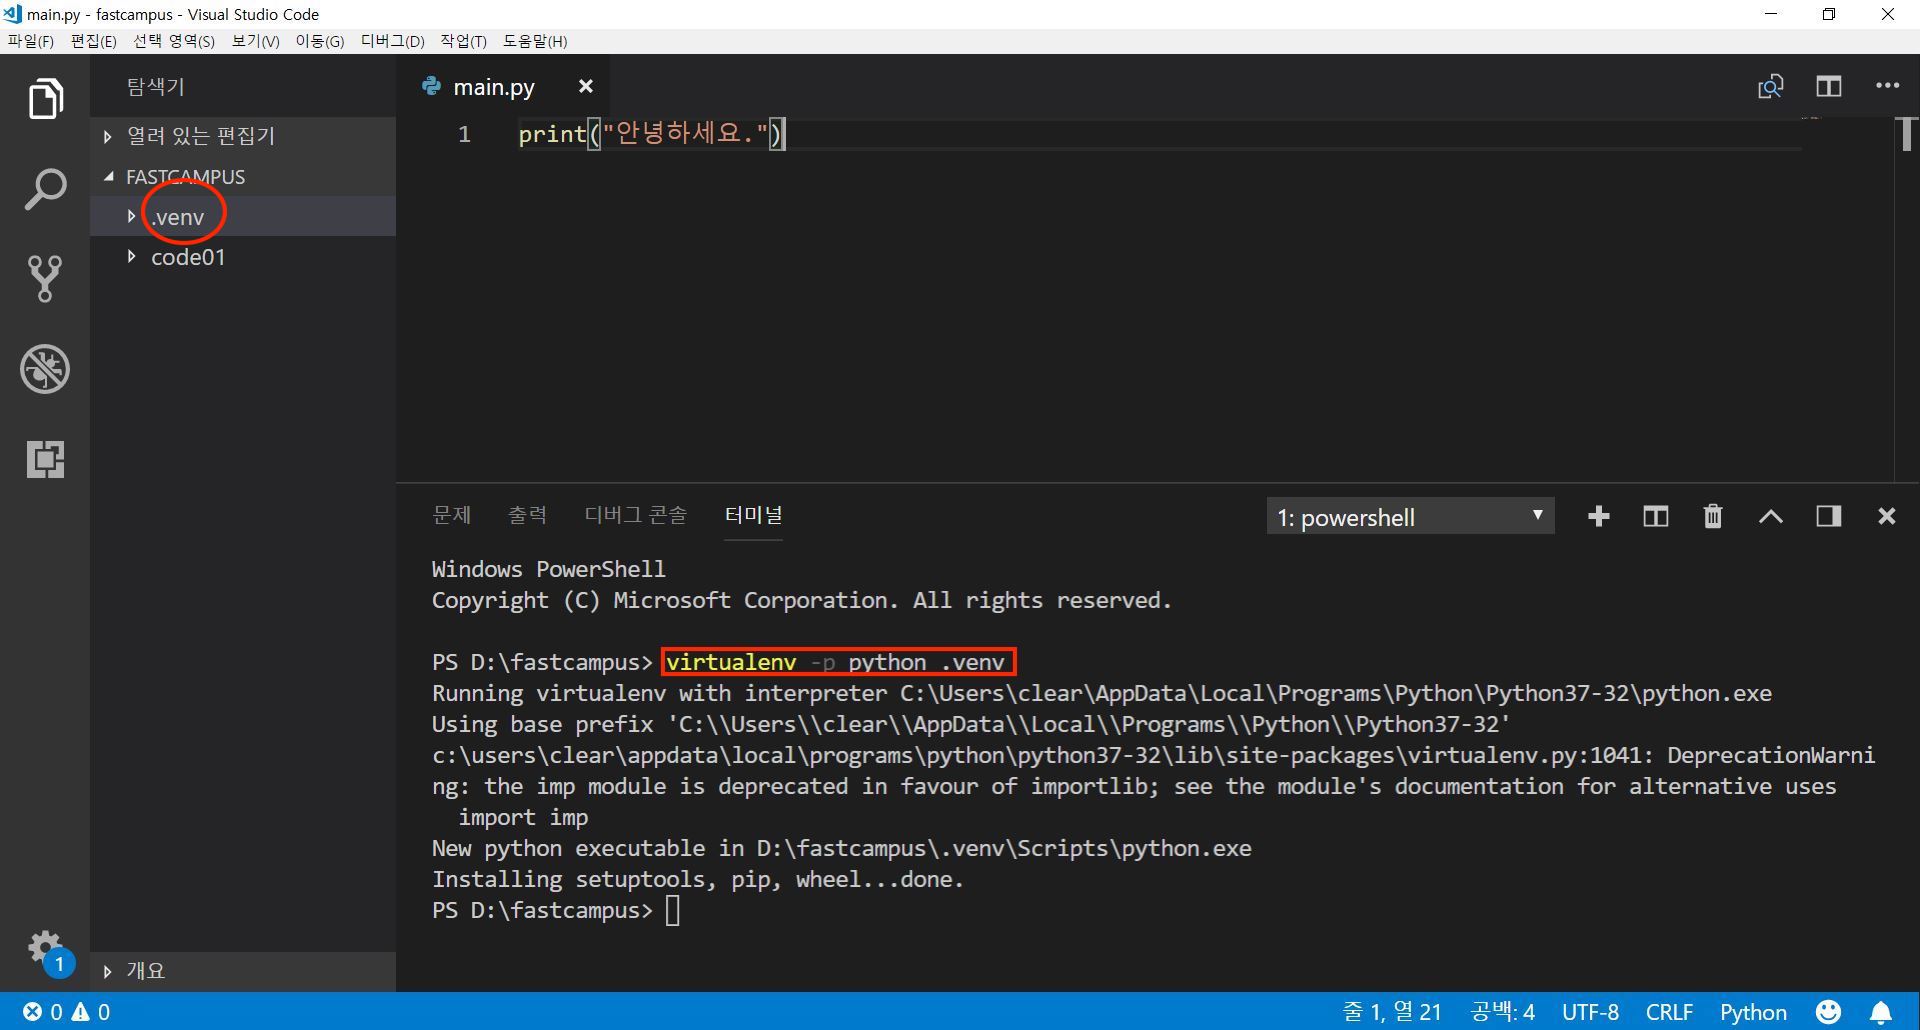 main.py - fastcampus - Visual Studio Code
파일(F) 편집(E) 선택 영역(S) 보기(V) 이동(G) 디버그(D) 작업(T) 도움말(H)
탐색기
열려 있는 편집기
FASTCAMPUS
.venv
code01
개요
main.py
1 print("안녕하세요.")
문제 출력 디버그 콘솔 터미널
1: powershell
Windows PowerShell
Copyright (C) Microsoft Corporation. All rights reserved.
PS D:\fastcampus> virtualenv -p python .venv
Running virtualenv with interpreter C:\Users\clear\AppData\Local\Programs\Python\Python37-32\python.exe
Using base prefix 'C:\\Users\\clear\\AppData\\Local\\Programs\\Python\\Python37-32'
c:\users\clear\appdata\local\programs\python\python37-32\lib\site-packages\virtualenv.py:1041: DeprecationWarni
ng: the imp module is deprecated in favour of importlib; see the module's documentation for alternative uses
import imp
New python executable in D:\fastcampus\.venv\Scripts\python.exe
Installing setuptools, pip, wheel...done.
PS D:\fastcampus>
1
0 0
줄 1, 열 21 공백: 4 UTF-8 CRLF Python